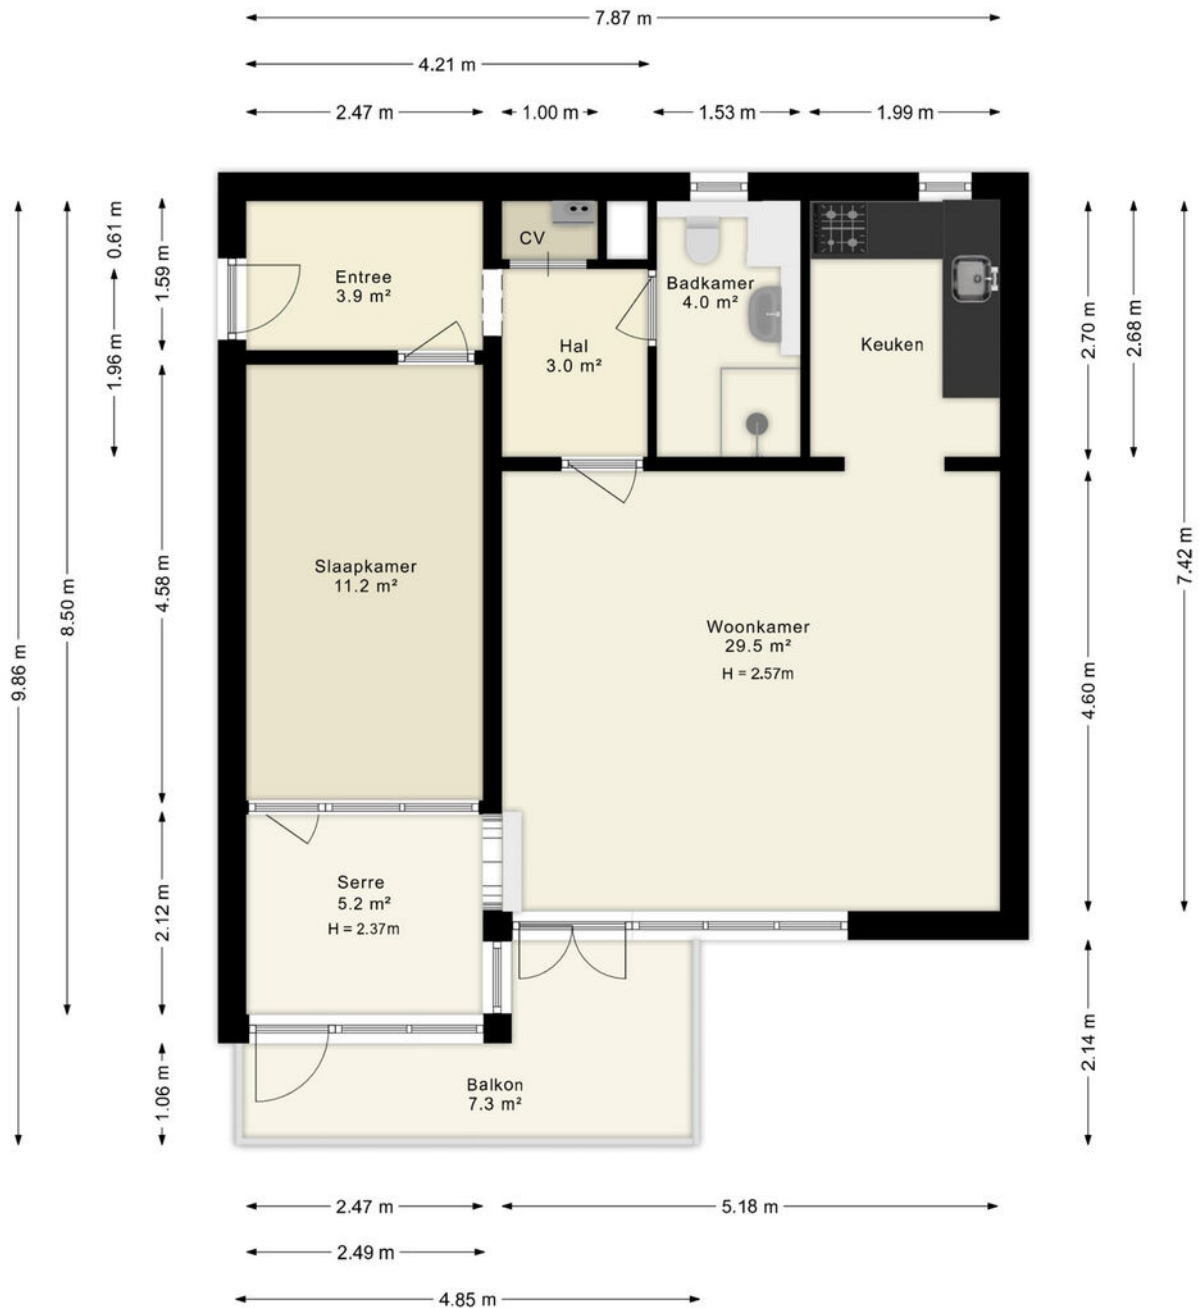 7.87 m
4.21 m
2.47 m
1.00 m
1.53 m
1.99 m
9.86 m
8.50 m
0.61 m
1.96 m
1.59 m
4.58 m
2.12 m
1.06 m
Entree
3.9 m²
CV
Hal
3.0 m²
Badkamer
4.0 m²
Keuken
Slaapkamer
11.2 m²
Woonkamer
29.5 m²
H = 2.57m
Serre
5.2 m²
H = 2.37m
Balkon
7.3 m²
2.70 m
2.68 m
7.42 m
4.60 m
2.14 m
2.47 m
5.18 m
2.49 m
4.85 m